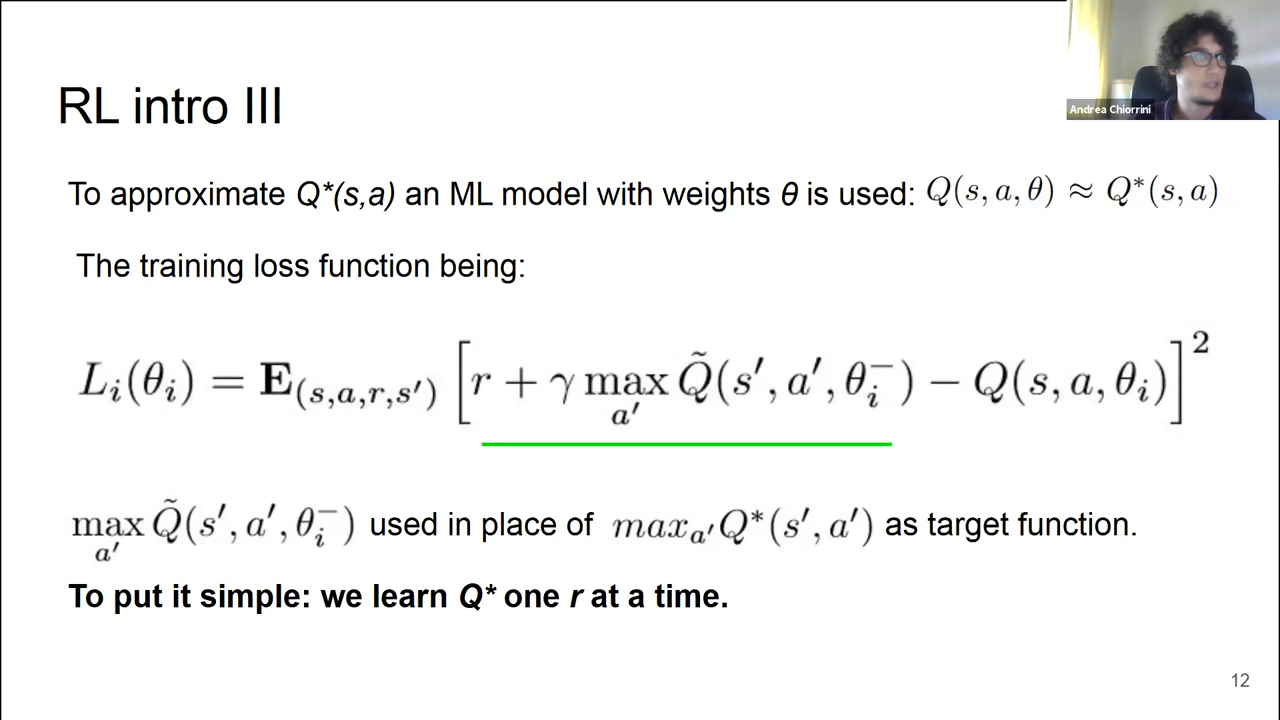 Andrea Chiorrini
RL intro III
To approximate Q*(s,a) an ML model with weights θ is used: Q(s, a, θ) ≈ Q*(s, a)
The training loss function being:
L_i(θ_i) = E_(s,a,r,s′) [r + γ max_a′ Q̃(s′, a′, θ_i^−) − Q(s, a, θ_i)]^2
max_a′ Q̃(s′, a′, θ_i^−) used in place of max_a′ Q*(s′, a′) as target function.
To put it simple: we learn Q* one r at a time.
12